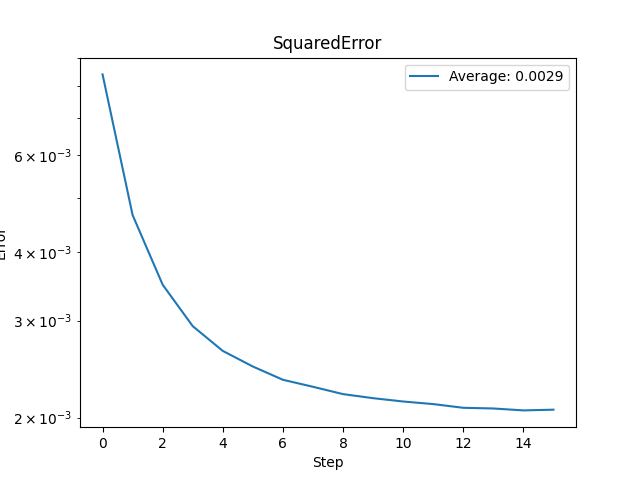 SquaredError
Average: 0.0029
6 × 10⁻³
4 × 10⁻³
3 × 10⁻³
2 × 10⁻³
Error
0 2 4 6 8 10 12 14
Step